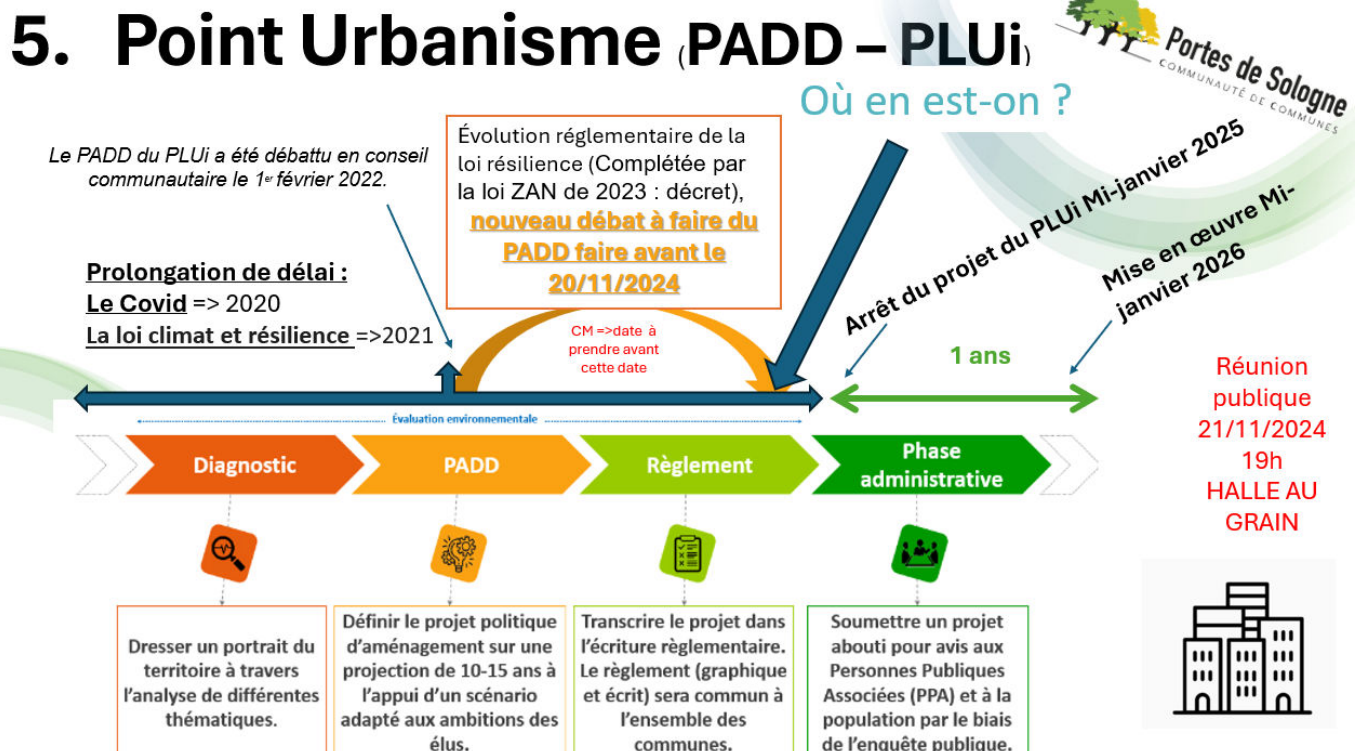 5. Point Urbanisme (PADD – PLUi)
Portes de Sologne
COMMUNAUTÉ DE COMMUNES
Où en est-on ?
Le PADD du PLUi a été débattu en conseil
communautaire le 1er février 2022.
Évolution réglementaire de la
loi résilience (Complétée par
la loi ZAN de 2023 : décret),
nouveau débat à faire du
PADD faire avant le
20/11/2024
Prolongation de délai :
Le Covid => 2020
La loi climat et résilience =>2021
CM =>date à
prendre avant
cette date
Arrêt du projet du PLUi Mi-janvier 2025
Mise en œuvre Mi-
janvier 2026
1 ans
Réunion
publique
21/11/2024
19h
HALLE AU
GRAIN
Évaluation environnementale
Diagnostic
PADD
Règlement
Phase
administrative
Dresser un portrait du
territoire à travers
l'analyse de différentes
thématiques.
Définir le projet politique
d'aménagement sur une
projection de 10-15 ans à
l'appui d'un scénario
adapté aux ambitions des
élus.
Transcrire le projet dans
l'écriture règlementaire.
Le règlement (graphique
et écrit) sera commun à
l'ensemble des
communes.
Soumettre un projet
abouti pour avis aux
Personnes Publiques
Associées (PPA) et à la
population par le biais
de l'enquête publique.